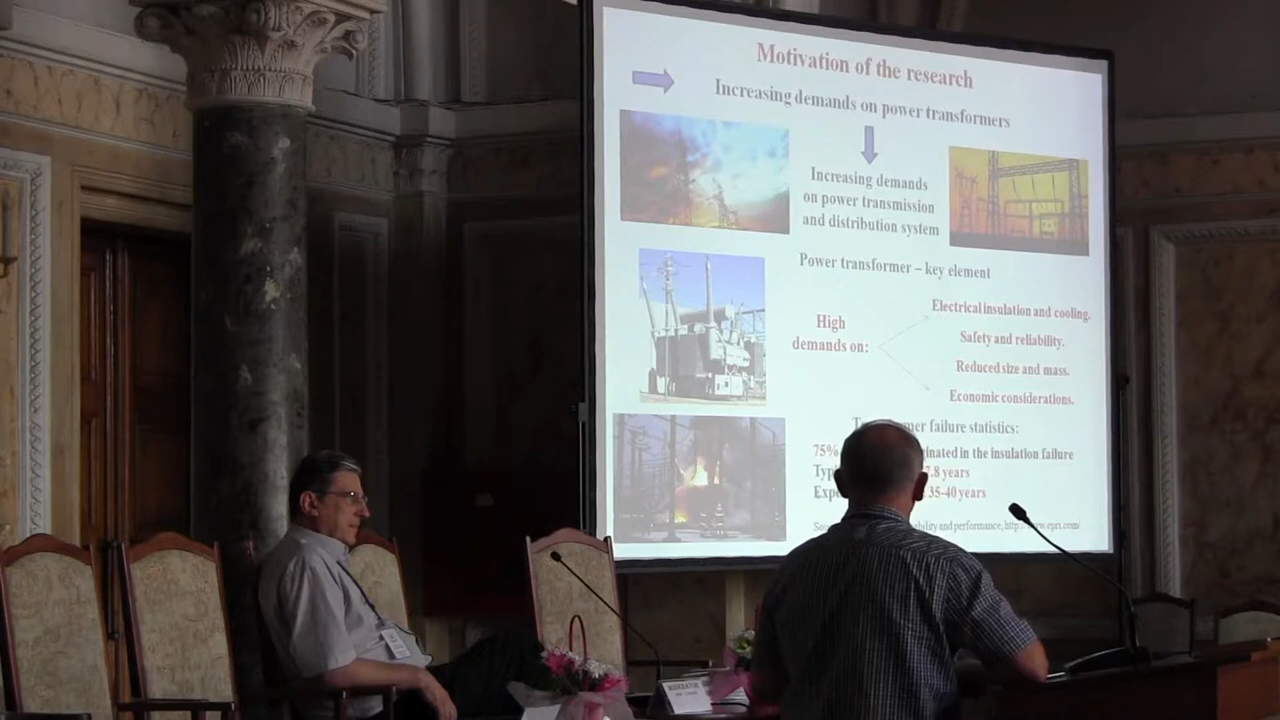 Motivation of the research
Increasing demands on power transformers
Increasing demands
on power transmission
and distribution system
Power transformer – key element
High
demands on:
Electrical insulation and cooling.
Safety and reliability.
Reduced size and mass.
Economic considerations.
failure statistics:
75% in the insulation failure
7.8 years
35-40 years
and performance, http://www.epri.com/
MODERATOR